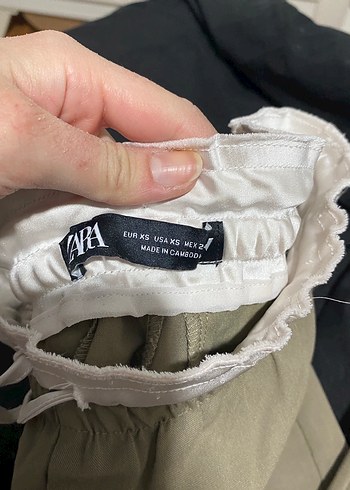 ZARA
EUR XS USA XS MEX 24
MADE IN CAMBODIA